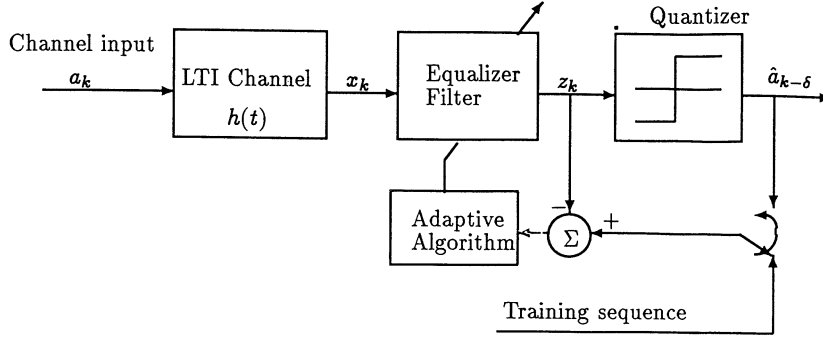 Quantizer
Channel input
a_k
LTI Channel
h(t)
x_k
Equalizer
Filter
z_k
â_{k−δ}
Adaptive
Algorithm
−
Σ
+
Training sequence